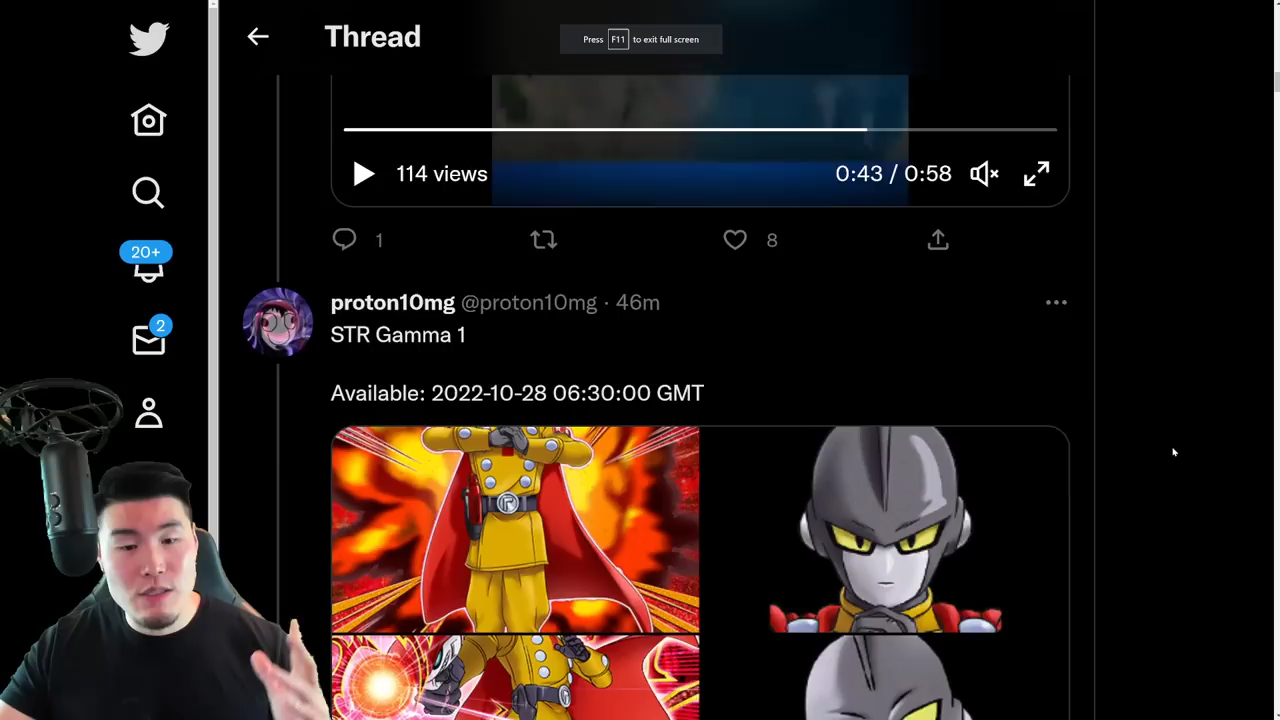 Thread
Press F11 to exit full screen
114 views
0:43 / 0:58
1
8
20+
2
proton10mg @proton10mg · 46m
STR Gamma 1
Available: 2022-10-28 06:30:00 GMT